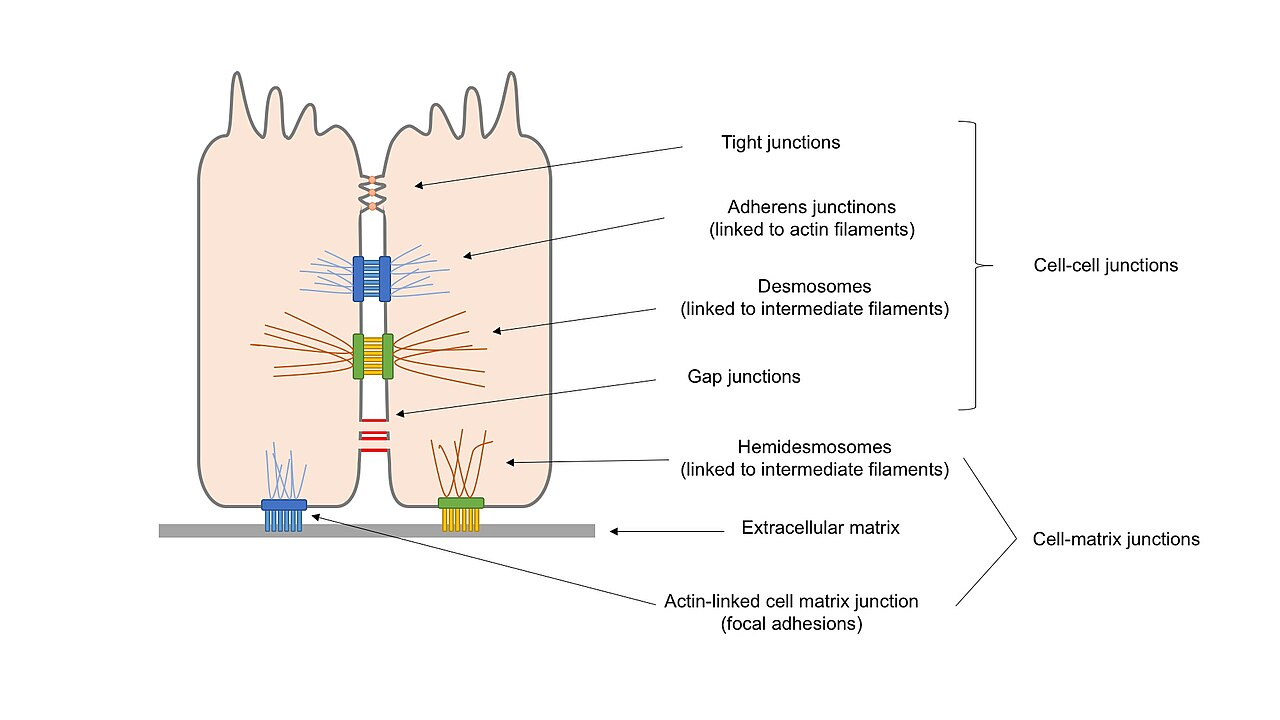 Tight junctions
Adherens junctinons
(linked to actin filaments)
Desmosomes
(linked to intermediate filaments)
Gap junctions
Cell-cell junctions
Hemidesmosomes
(linked to intermediate filaments)
Extracellular matrix
Actin-linked cell matrix junction
(focal adhesions)
Cell-matrix junctions